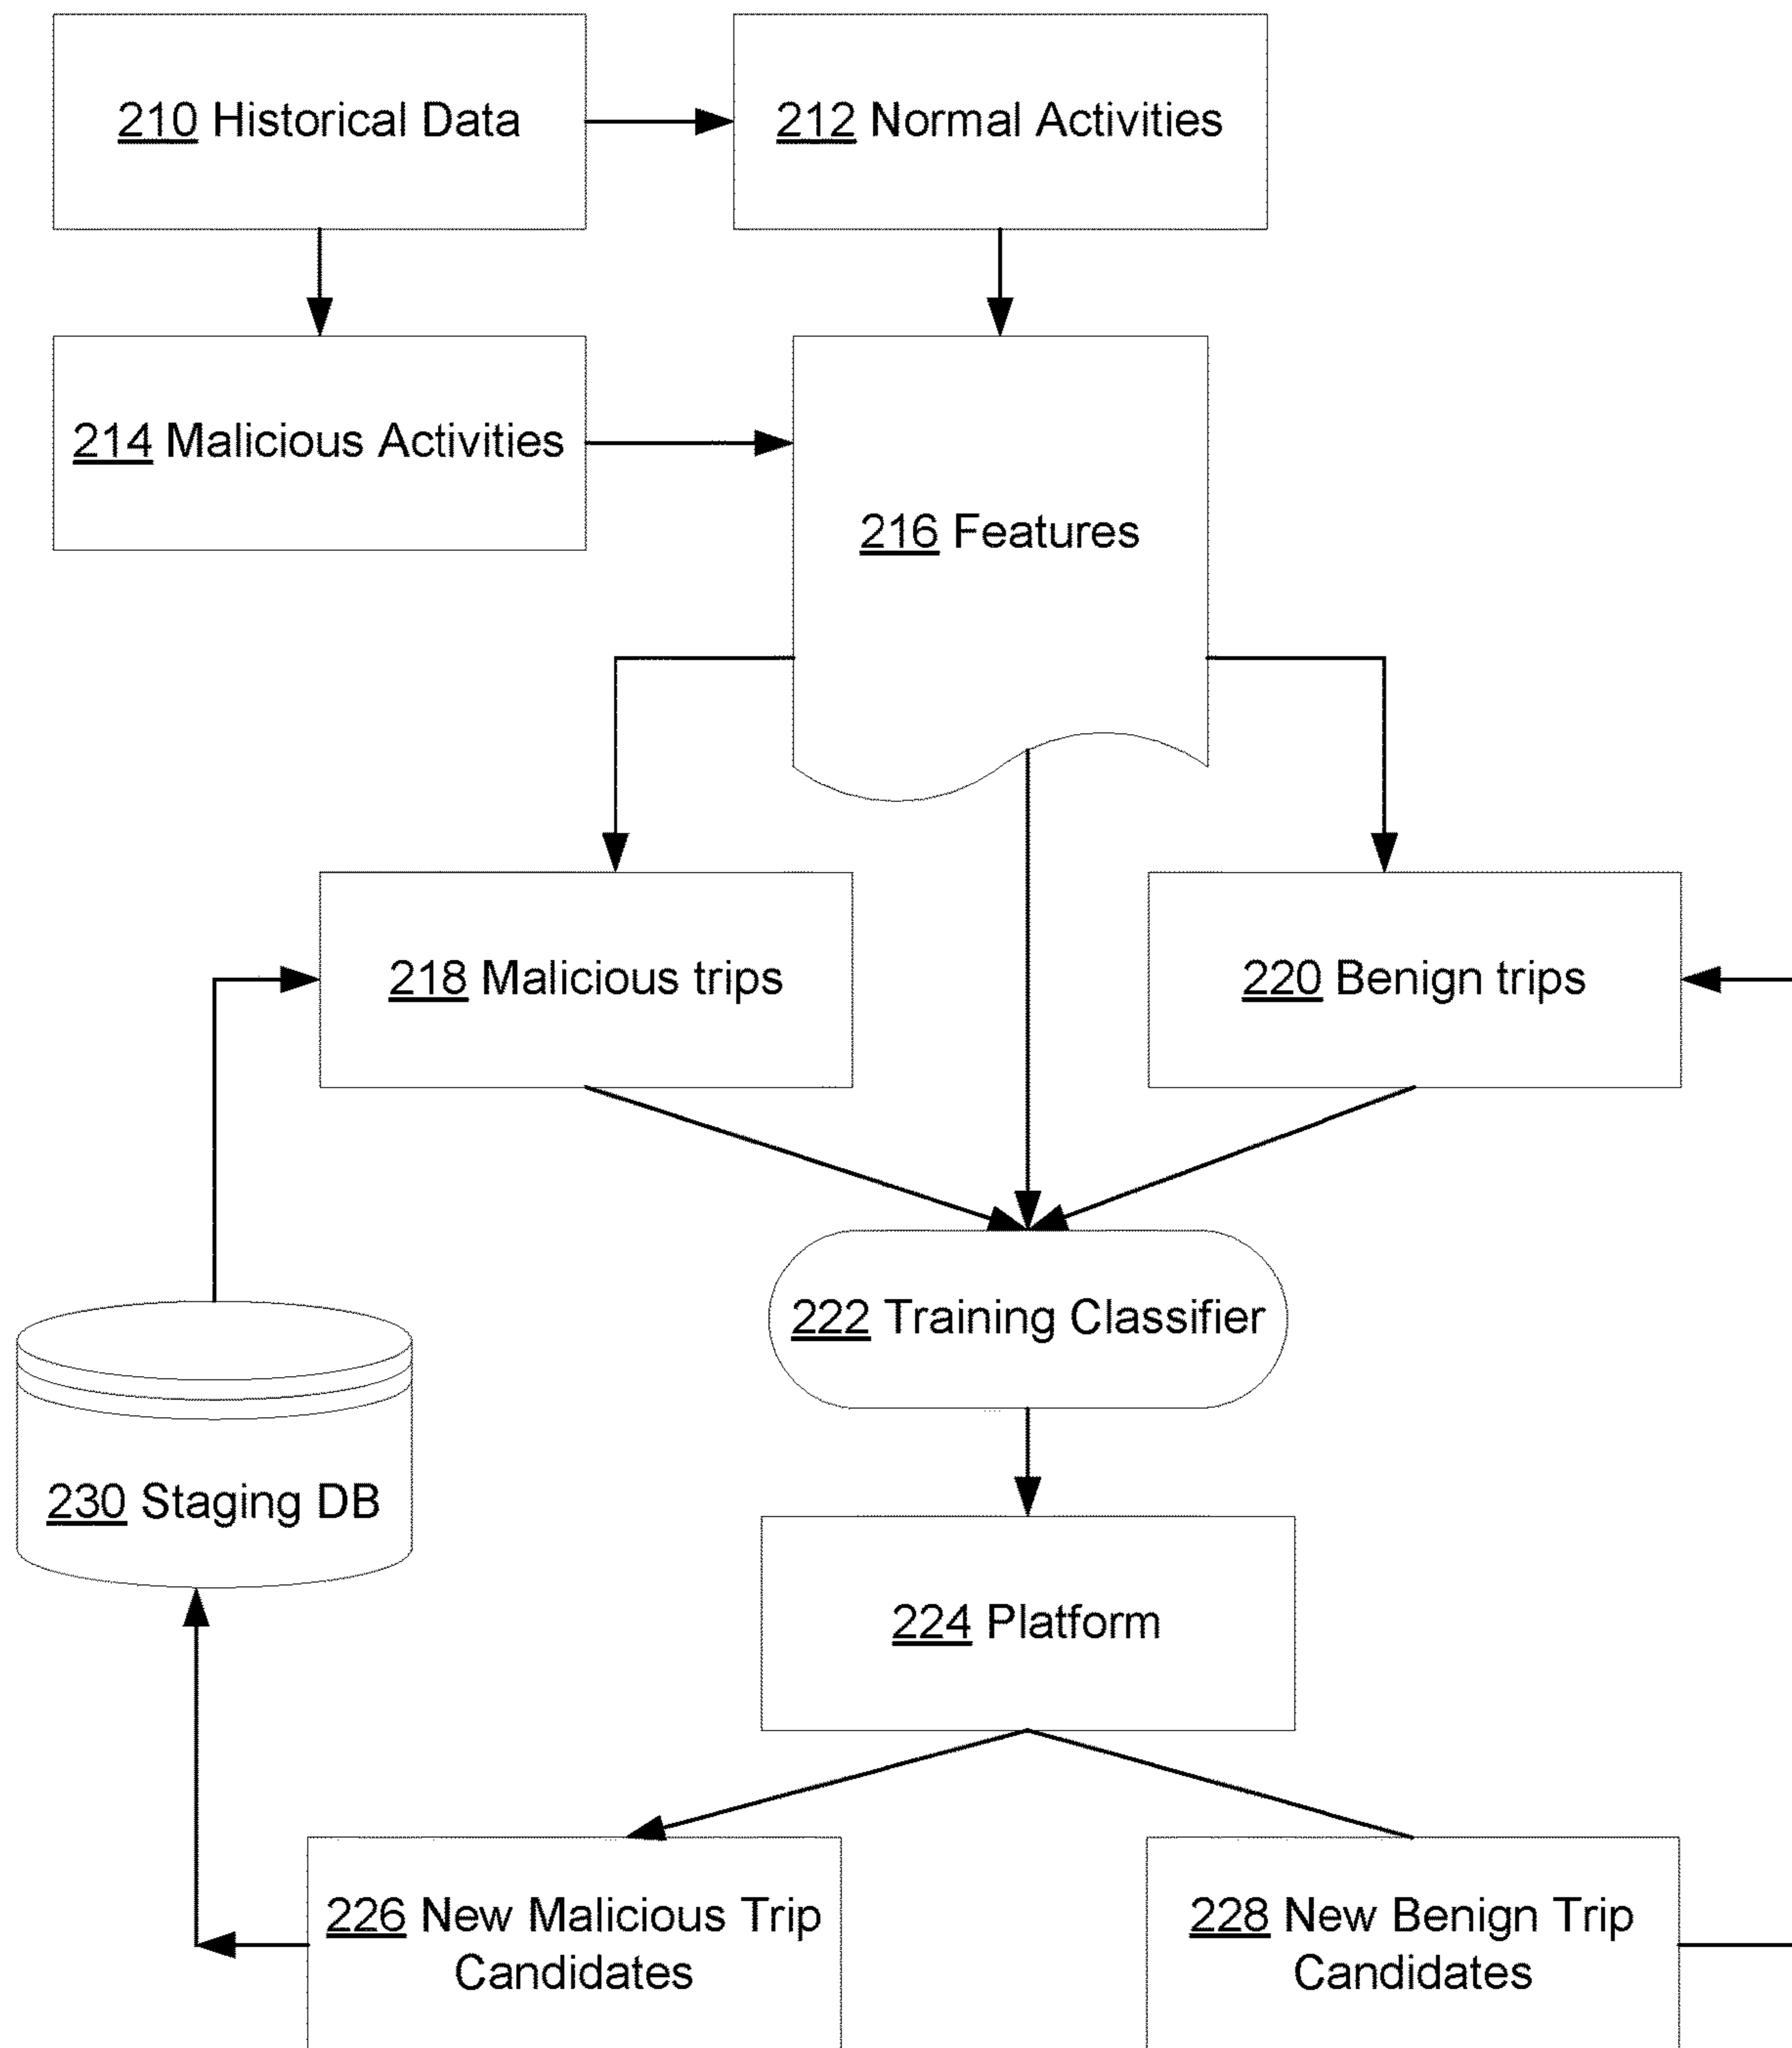 210 Historical Data
212 Normal Activities
214 Malicious Activities
216 Features
218 Malicious trips
220 Benign trips
222 Training Classifier
230 Staging DB
224 Platform
226 New Malicious Trip
Candidates
228 New Benign Trip
Candidates